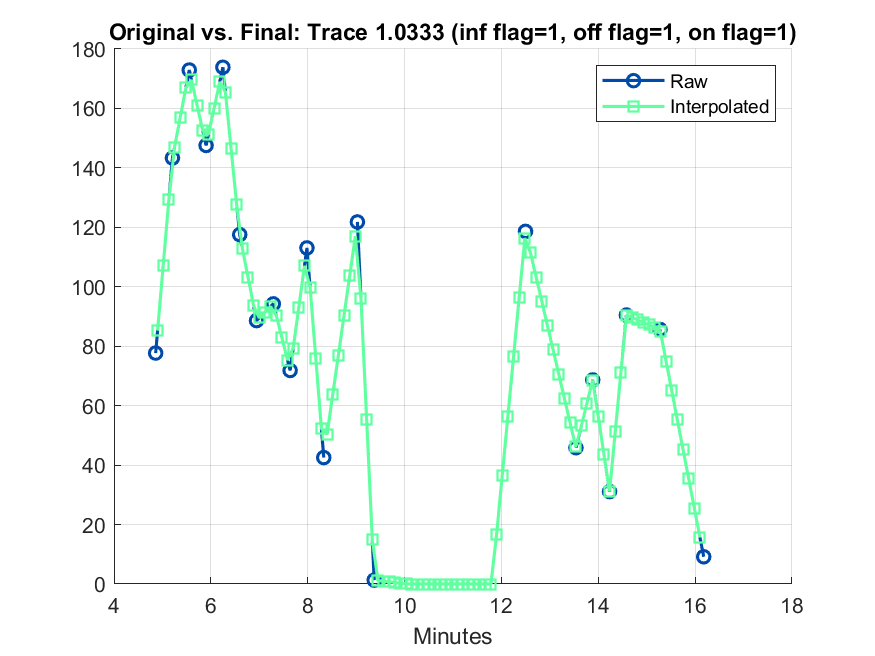 Original vs. Final: Trace 1.0333 (inf flag=1, off flag=1, on flag=1)
Raw
Interpolated
180
160
140
120
100
80
60
40
20
0
4 6 8 10 12 14 16 18
Minutes